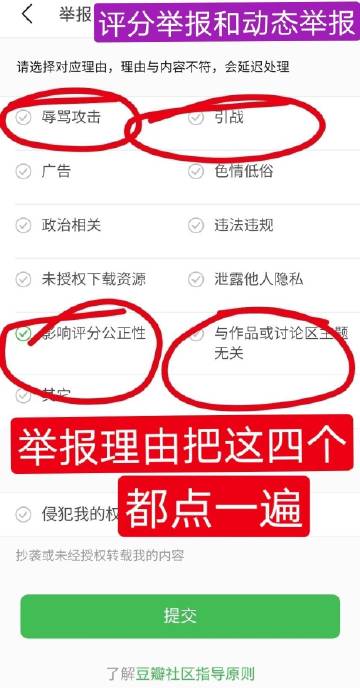 举报
评分举报和动态举报
请选择对应理由，理由与内容不符，会延迟处理
辱骂攻击
引战
广告
色情低俗
政治相关
违法违规
未授权下载资源
泄露他人隐私
影响评分公正性
与作品或讨论区主题
无关
其它
举报理由把这四个
都点一遍
侵犯我的权
抄袭或未经授权转载我的内容
提交
了解豆瓣社区指导原则